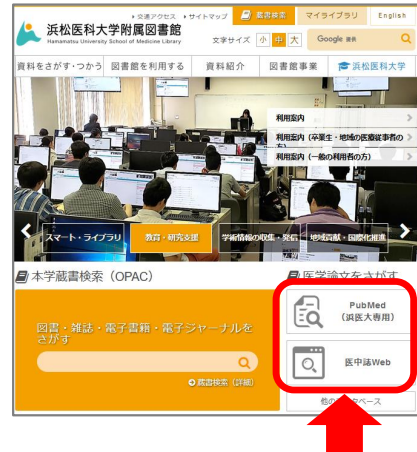 交通アクセス サイトマップ 蔵書検索 マイライブラリ English
浜松医科大学附属図書館
Hamamatsu University School of Medicine Library
文字サイズ 小 中 大 Google 提供
資料をさがす・つかう 図書館を利用する 資料紹介 図書館事業 浜松医科大学
利用案内
利用案内（卒業生・地域の医療従事者の方）
利用案内（一般の利用者の方）
スマート・ライブラリ 教育・研究支援 学術情報の収集・発信 地域貢献・国際化推進
本学蔵書検索（OPAC） 医学論文をさがす
図書・雑誌・電子書籍・電子ジャーナルを
さがす
蔵書検索（詳細）
PubMed
（浜医大専用）
医中誌Web
他の タベース